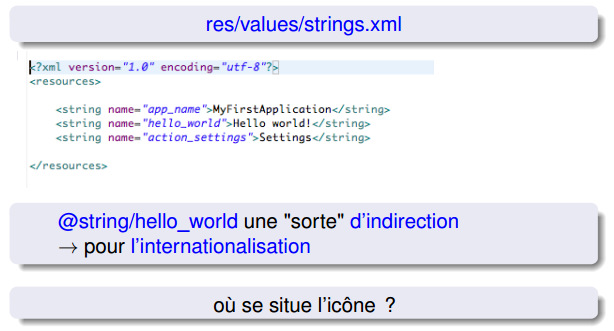 res/values/strings.xml
<?xml version="1.0" encoding="utf-8"?>
<resources>
<string name="app_name">MyFirstApplication</string>
<string name="hello_world">Hello world!</string>
<string name="action_settings">Settings</string>
</resources>
@string/hello_world une "sorte" d'indirection
→ pour l'internationalisation
où se situe l'icône ?